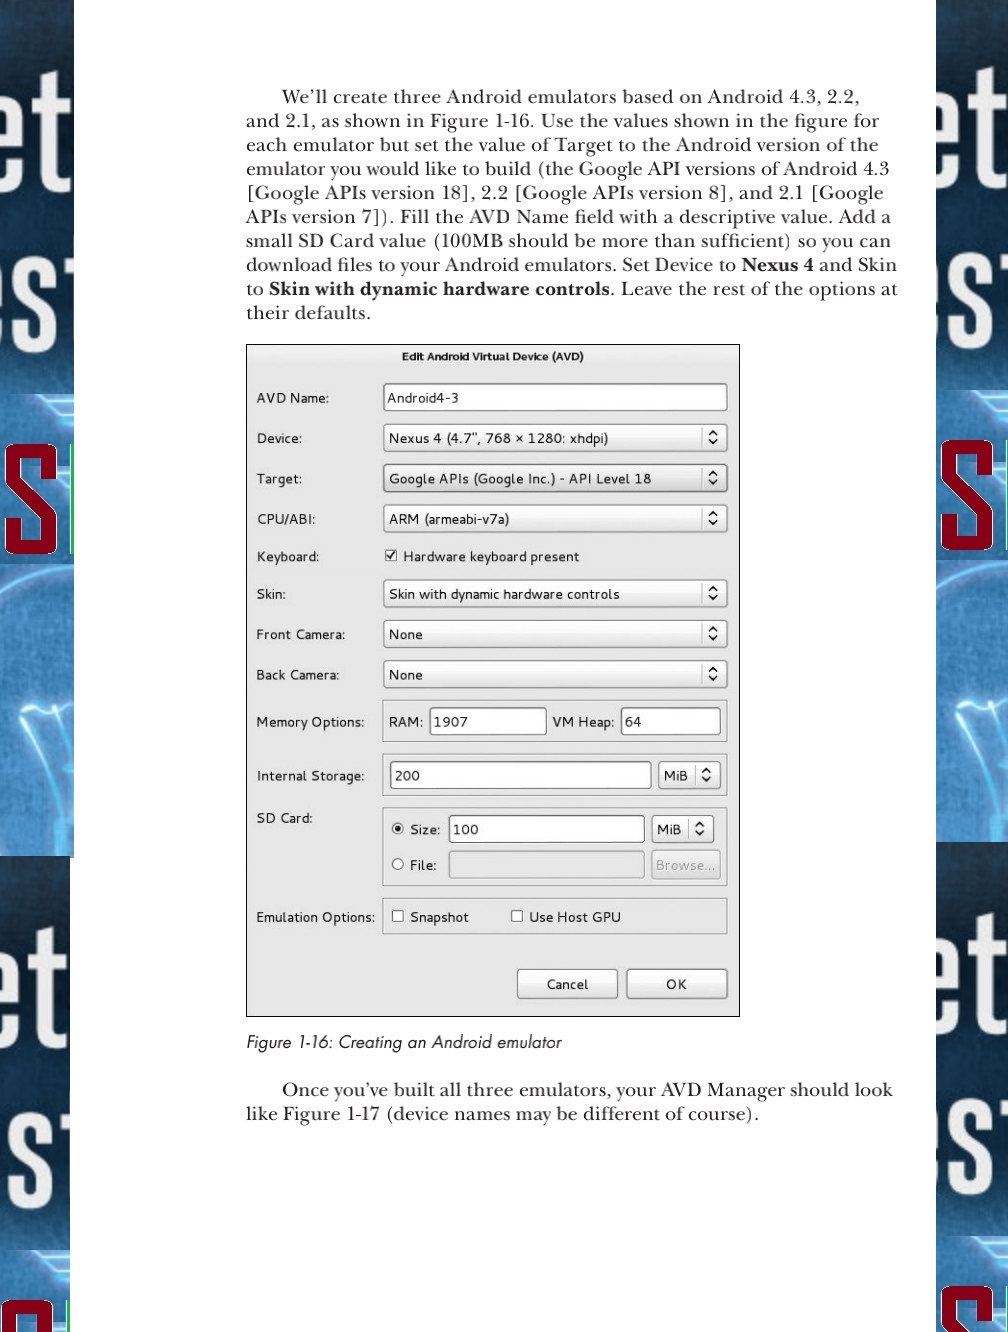 We’ll create three Android emulators based on Android 4.3, 2.2,
and 2.1, as shown in Figure 1-16. Use the values shown in the figure for
each emulator but set the value of Target to the Android version of the
emulator you would like to build (the Google API versions of Android 4.3
[Google APIs version 18], 2.2 [Google APIs version 8], and 2.1 [Google
APIs version 7]). Fill the AVD Name field with a descriptive value. Add a
small SD Card value (100MB should be more than sufficient) so you can
download files to your Android emulators. Set Device to Nexus 4 and Skin
to Skin with dynamic hardware controls. Leave the rest of the options at
their defaults.
Edit Android Virtual Device (AVD)
AVD Name: Android4-3
Device: Nexus 4 (4.7", 768 × 1280: xhdpi)
Target: Google APIs (Google Inc.) - API Level 18
CPU/ABI: ARM (armeabi-v7a)
Keyboard: Hardware keyboard present
Skin: Skin with dynamic hardware controls
Front Camera: None
Back Camera: None
Memory Options: RAM: 1907 VM Heap: 64
Internal Storage: 200 MiB
SD Card:
Size: 100 MiB
File: Browse...
Emulation Options: Snapshot Use Host GPU
Cancel OK
Figure 1-16: Creating an Android emulator
Once you’ve built all three emulators, your AVD Manager should look
like Figure 1-17 (device names may be different of course).